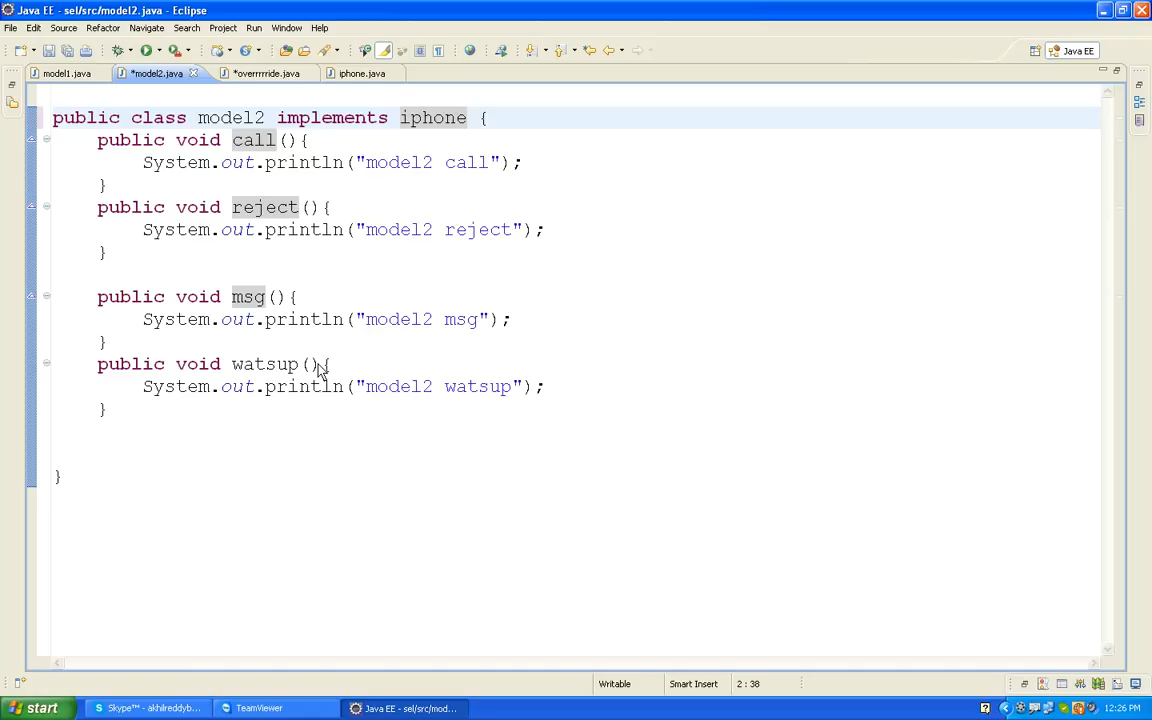 Java EE - sel/src/model2.java - Eclipse
File Edit Source Refactor Navigate Search Project Run Window Help
Java EE
model1.java *model2.java *overrrride.java iphone.java
public class model2 implements iphone {
public void call(){
System.out.println("model2 call");
}
public void reject(){
System.out.println("model2 reject");
}
public void msg(){
System.out.println("model2 msg");
}
public void watsup(){
System.out.println("model2 watsup");
}
}
Writable Smart Insert 2 : 38
start Skype™ - akhilreddyb... TeamViewer Java EE - sel/src/mod... 12:26 PM